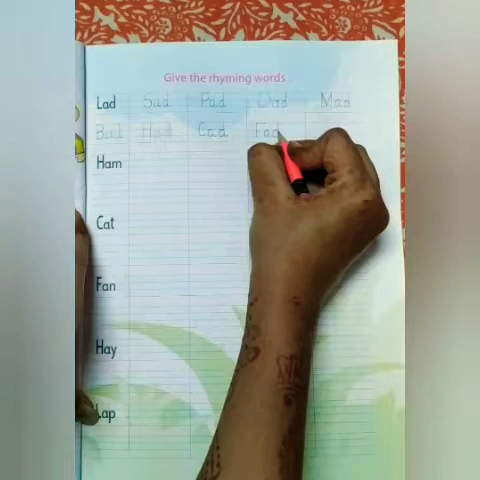 Give the rhyming words
Lad Sad Pad Dad Mad
Bad Had Cad Fad
Ham
Cat
Fan
Hay
Lap